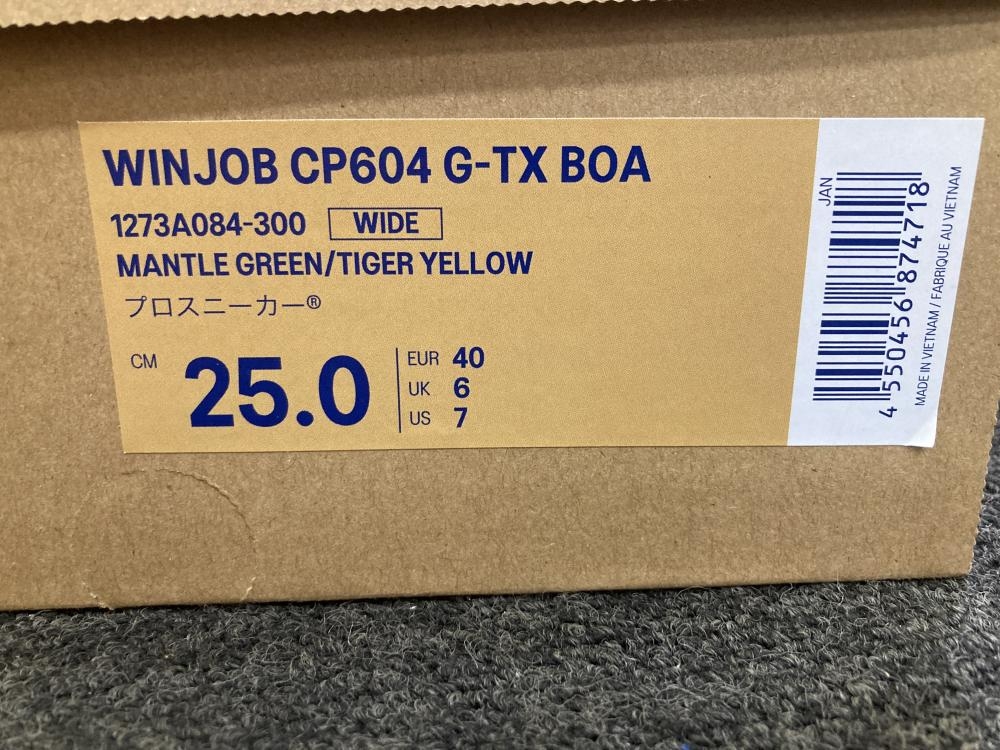 WINJOB CP604 G-TX BOA
1273A084-300 WIDE
MANTLE GREEN/TIGER YELLOW
プロスニーカー®
CM 25.0
EUR 40
UK 6
US 7
JAN
4 550456 874718
MADE IN VIETNAM / FABRIQUE AU VIETNAM